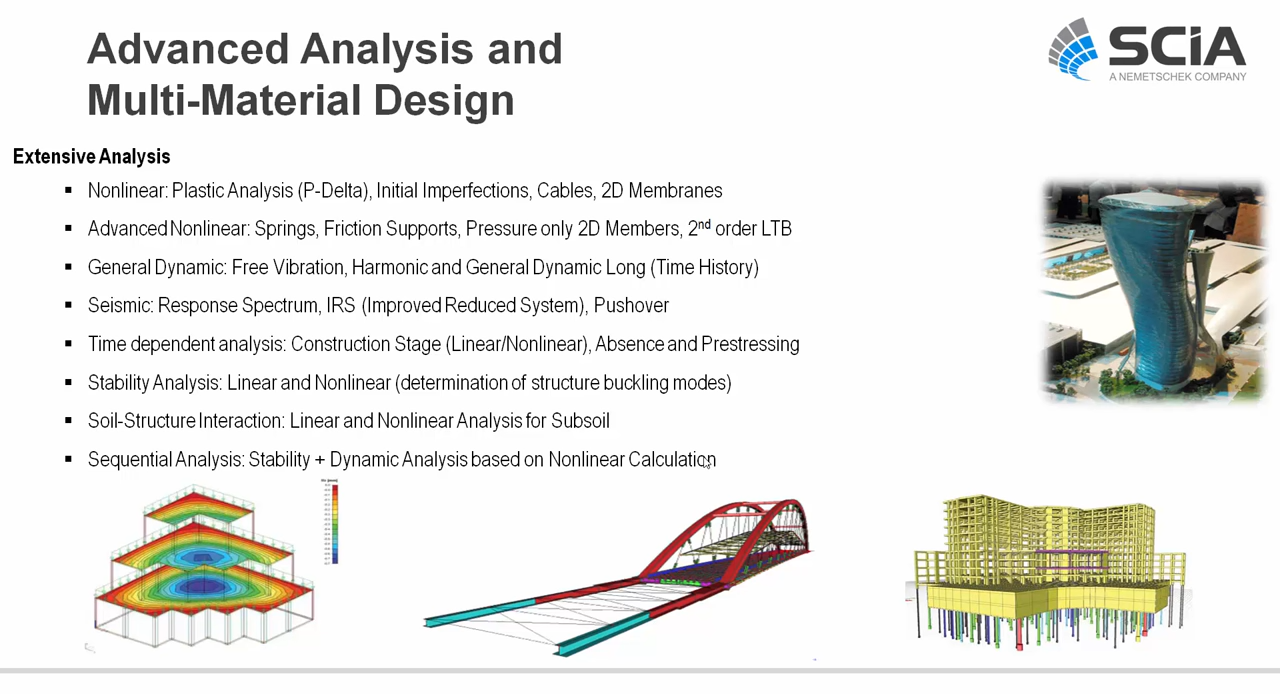 Advanced Analysis and
Multi-Material Design
SCiA
A NEMETSCHEK COMPANY
Extensive Analysis
▪ Nonlinear: Plastic Analysis (P-Delta), Initial Imperfections, Cables, 2D Membranes
▪ Advanced Nonlinear: Springs, Friction Supports, Pressure only 2D Members, 2nd order LTB
▪ General Dynamic: Free Vibration, Harmonic and General Dynamic Long (Time History)
▪ Seismic: Response Spectrum, IRS (Improved Reduced System), Pushover
▪ Time dependent analysis: Construction Stage (Linear/Nonlinear), Absence and Prestressing
▪ Stability Analysis: Linear and Nonlinear (determination of structure buckling modes)
▪ Soil-Structure Interaction: Linear and Nonlinear Analysis for Subsoil
▪ Sequential Analysis: Stability + Dynamic Analysis based on Nonlinear Calculation